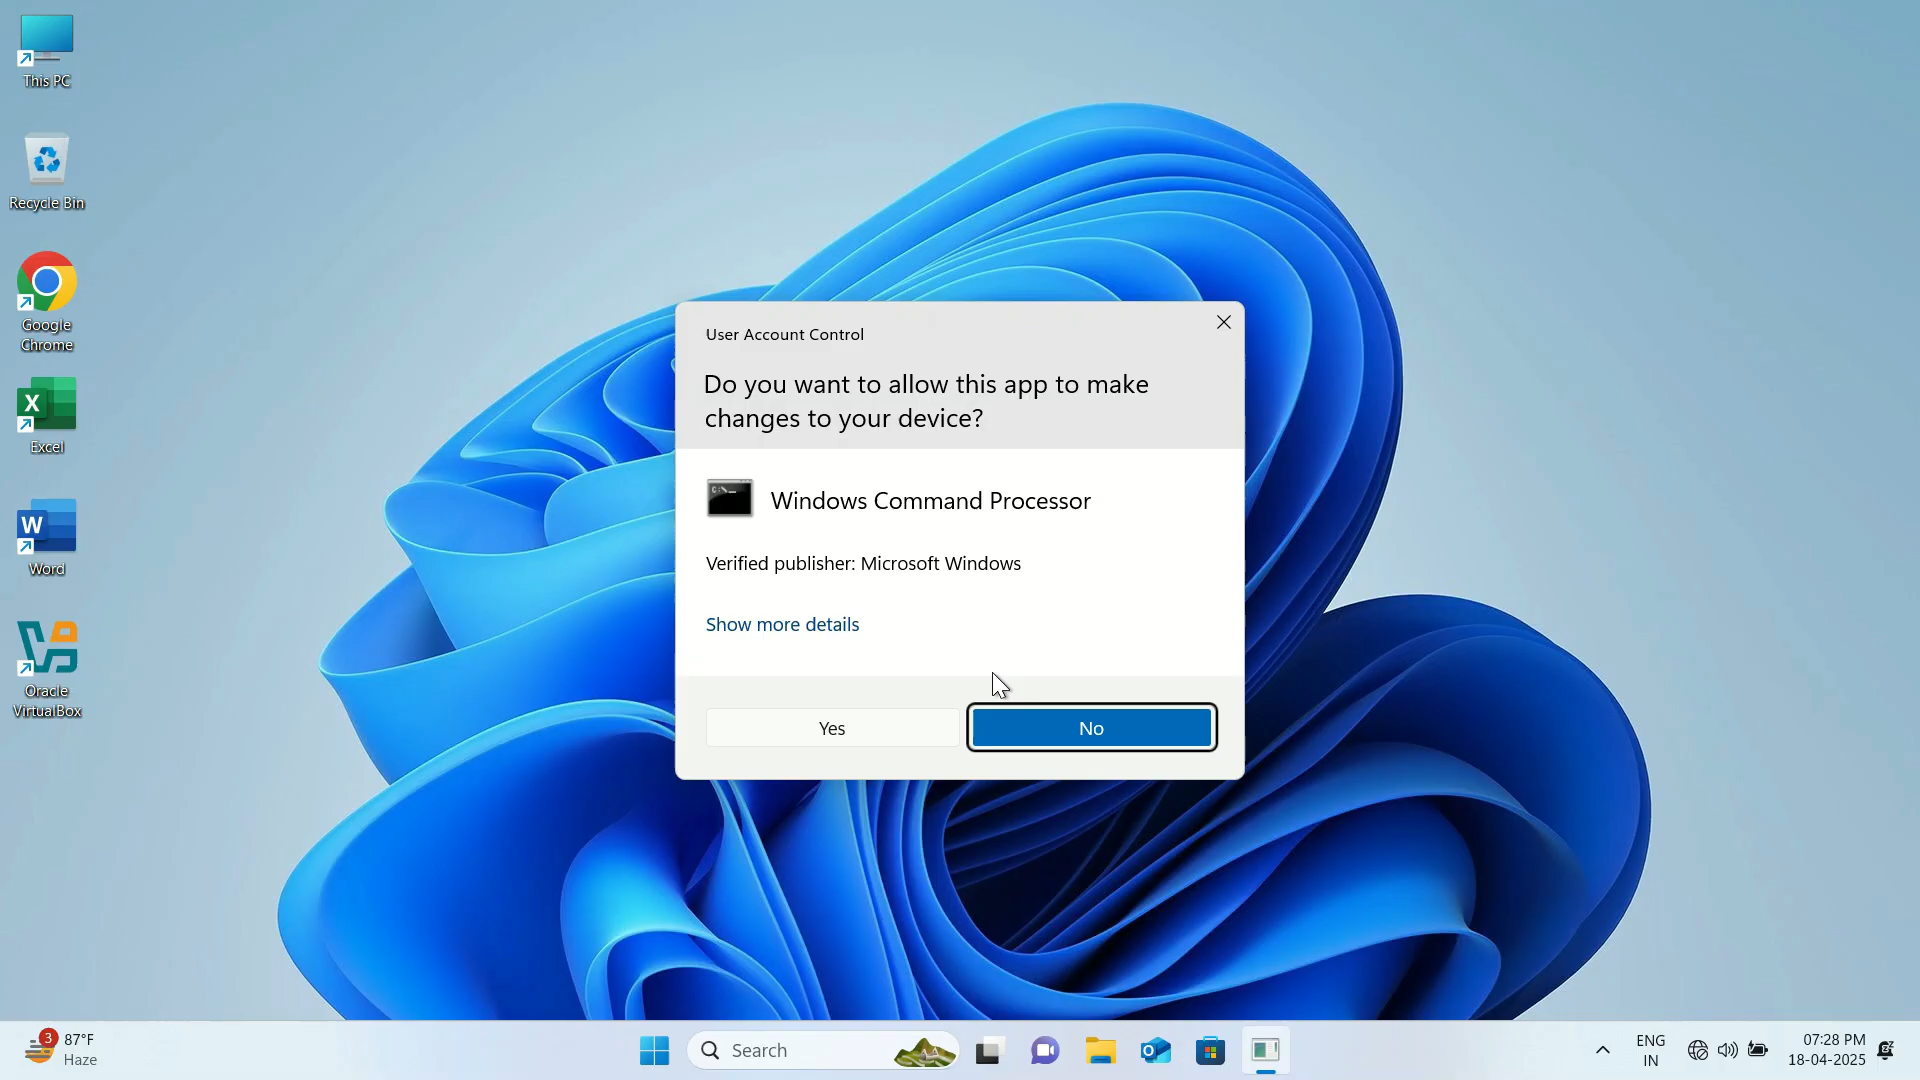 This PC
Recycle Bin
Google
Chrome
X
Excel
W
Word
Oracle
VirtualBox
User Account Control
Do you want to allow this app to make
changes to your device?
C:\_
Windows Command Processor
Verified publisher: Microsoft Windows
Show more details
Yes
No
3
87°F
Haze
Search
O
ENG
IN
07:28 PM
18-04-2025